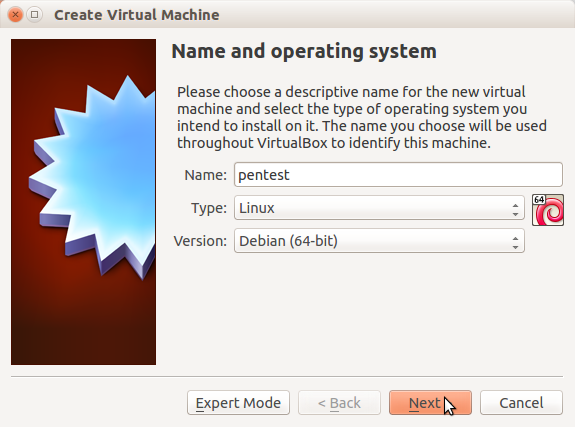 Create Virtual Machine
Name and operating system
Please choose a descriptive name for the new virtual
machine and select the type of operating system you
intend to install on it. The name you choose will be used
throughout VirtualBox to identify this machine.
Name: pentest
Type: Linux
64
Version: Debian (64-bit)
Expert Mode < Back Next Cancel